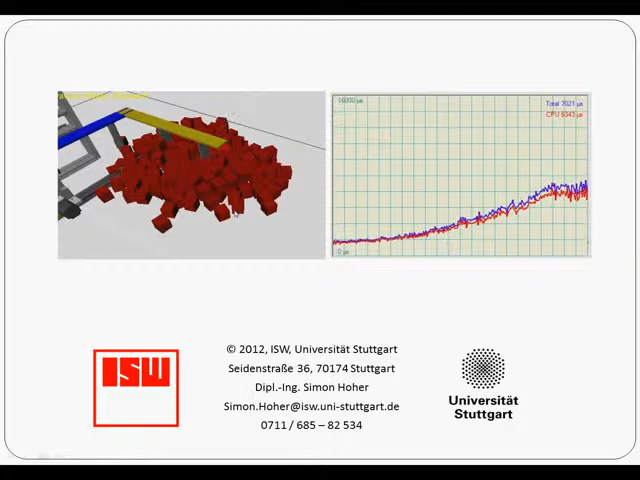 16000 µs
Total 7021 µs
CPU 6343 µs
0 µs
© 2012, ISW, Universität Stuttgart
Seidenstraße 36, 70174 Stuttgart
Dipl.-Ing. Simon Hoher
Simon.Hoher@isw.uni-stuttgart.de
0711 / 685 – 82 534
ISW
Universität
Stuttgart